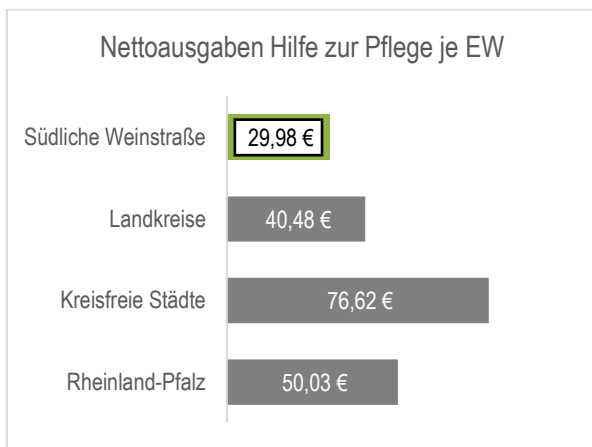 Nettoausgaben Hilfe zur Pflege je EW
Südliche Weinstraße 29,98 €
Landkreise 40,48 €
Kreisfreie Städte 76,62 €
Rheinland-Pfalz 50,03 €